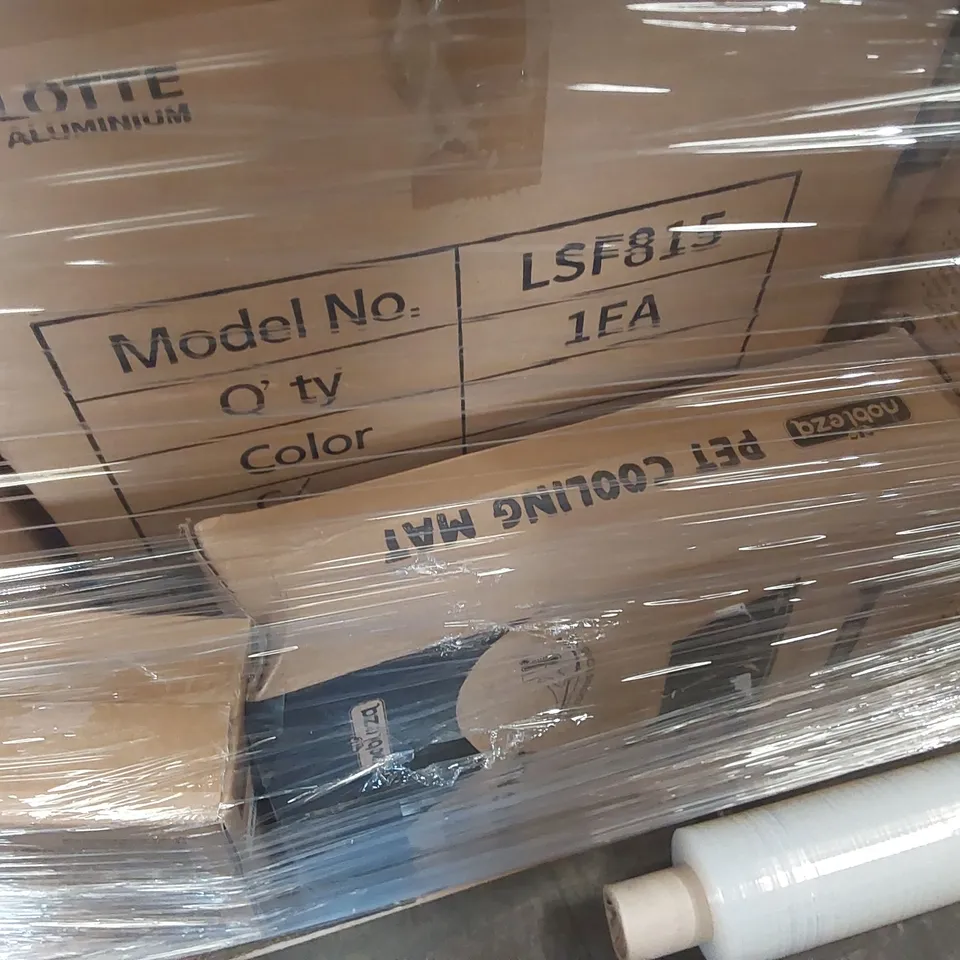 LOTTE
ALUMINIUM
Model No. LSF815
Q'ty 1EA
Color
nobleza
PET COOLING MAT
nobleza